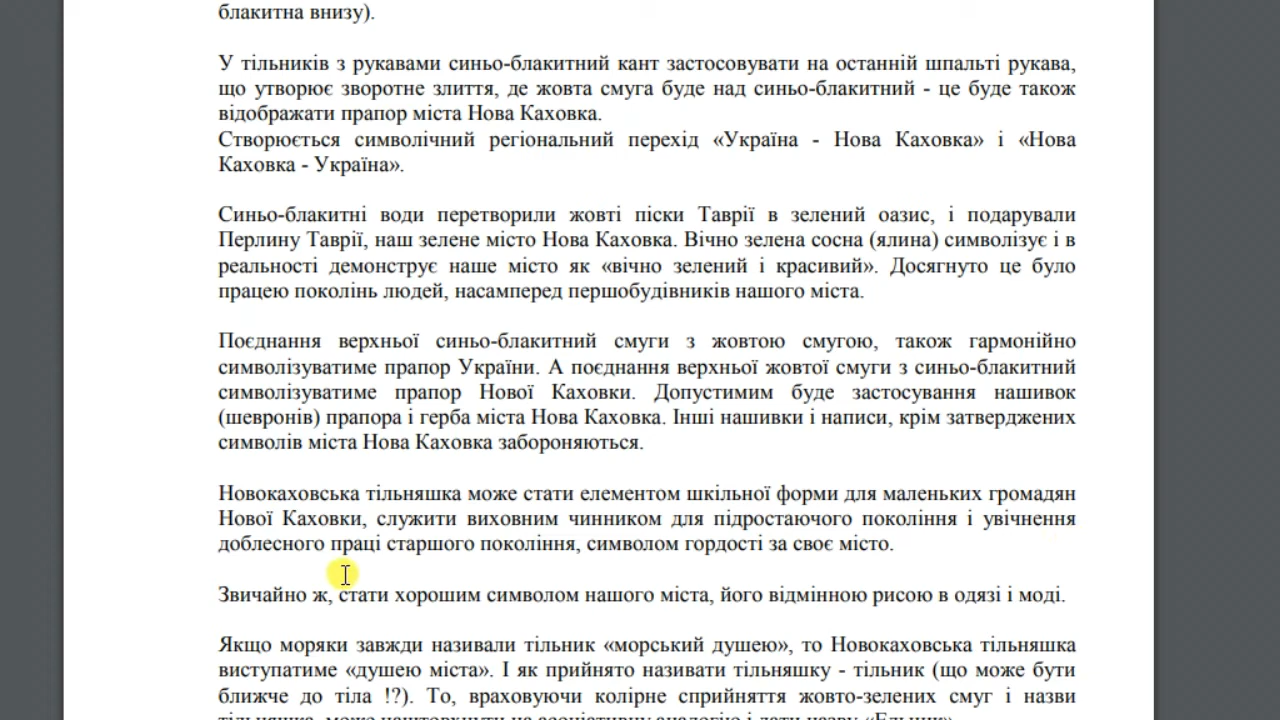 блакитна внизу).
У тільників з рукавами синьо-блакитний кант застосовувати на останній шпальті рукава,
що утворює зворотне злиття, де жовта смуга буде над синьо-блакитний - це буде також
відображати прапор міста Нова Каховка.
Створюється символічний регіональний перехід «Україна - Нова Каховка» і «Нова
Каховка - Україна».
Синьо-блакитні води перетворили жовті піски Таврії в зелений оазис, і подарували
Перлину Таврії, наш зелене місто Нова Каховка. Вічно зелена сосна (ялина) символізує і в
реальності демонструє наше місто як «вічно зелений і красивий». Досягнуто це було
працею поколінь людей, насамперед першобудівників нашого міста.
Поєднання верхньої синьо-блакитний смуги з жовтою смугою, також гармонійно
символізуватиме прапор України. А поєднання верхньої жовтої смуги з синьо-блакитний
символізуватиме прапор Нової Каховки. Допустимим буде застосування нашивок
(шевронів) прапора і герба міста Нова Каховка. Інші нашивки і написи, крім затверджених
символів міста Нова Каховка забороняються.
Новокаховська тільняшка може стати елементом шкільної форми для маленьких громадян
Нової Каховки, служити виховним чинником для підростаючого покоління і увічнення
доблесного праці старшого покоління, символом гордості за своє місто.
Звичайно ж, стати хорошим символом нашого міста, його відмінною рисою в одязі і моді.
Якщо моряки завжди називали тільник «морський душею», то Новокаховська тільняшка
виступатиме «душею міста». І як прийнято називати тільняшку - тільник (що може бути
ближче до тіла !?). То, враховуючи колірне сприйняття жовто-зелених смуг і назви
тільняшка, може наштовхнути на асоціативну аналогію і дати назву «Ельник».